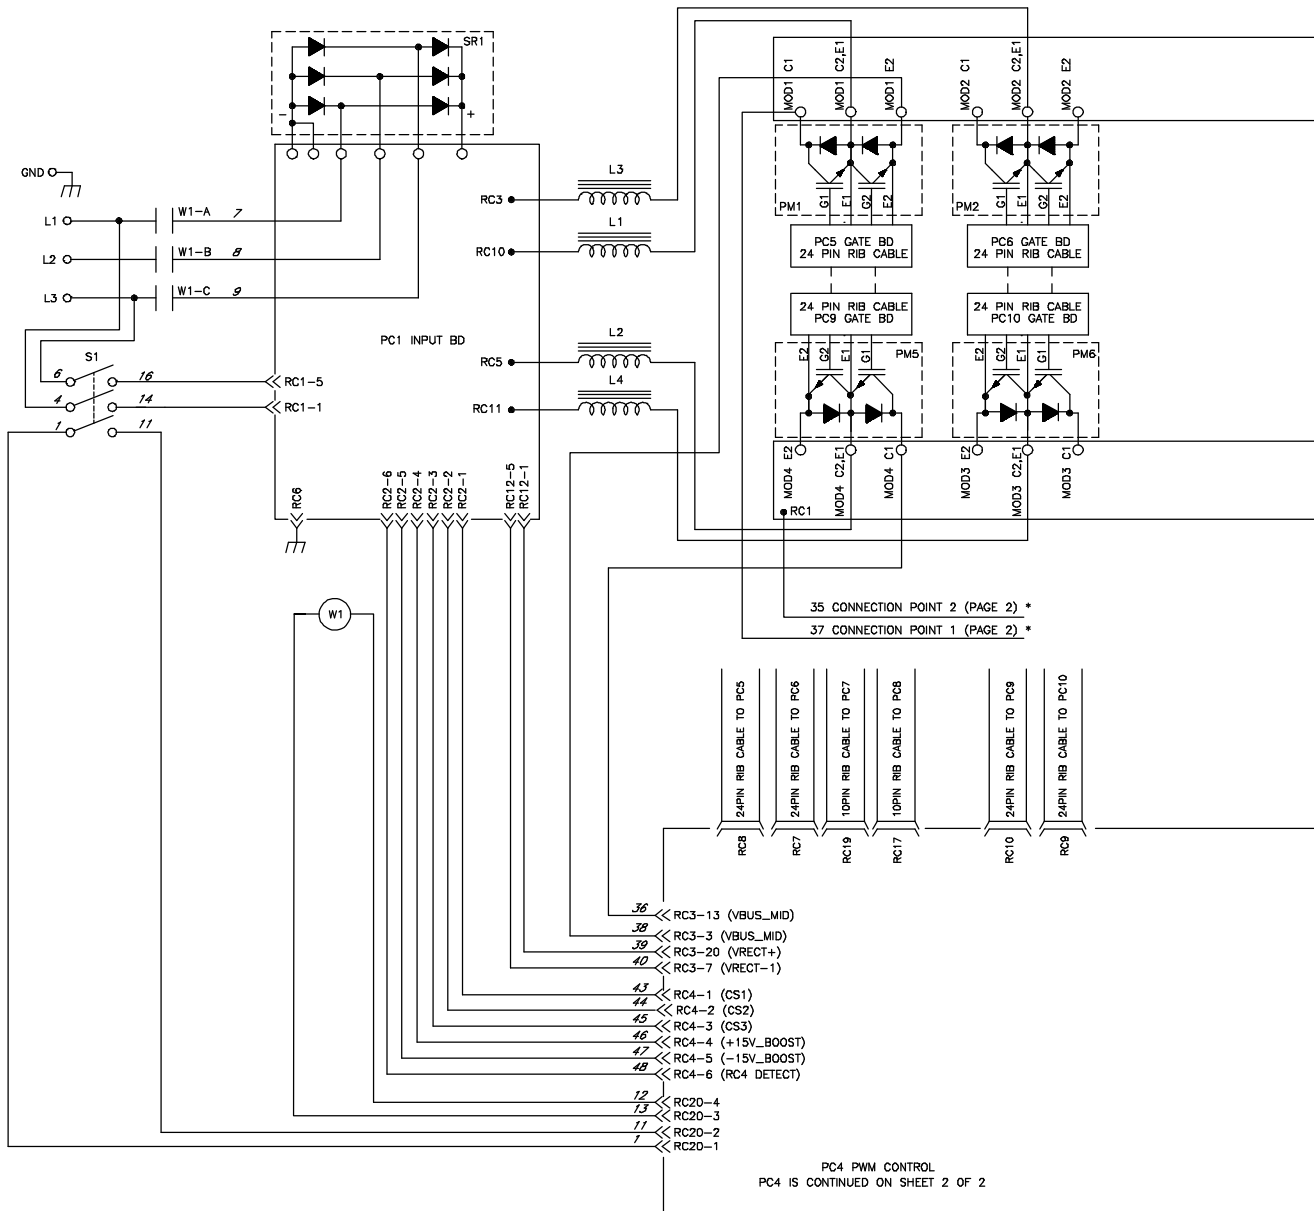 SR1
-
+
GND
L1
L2
L3
W1-A 7
W1-B 8
W1-C 9
S1
6
4
1
16
14
11
RC1-5
RC1-1
PC1 INPUT BD
RC3
RC10
RC5
RC11
L3
L1
L2
L4
RC6
RC2-6
RC2-5
RC2-4
RC2-3
RC2-2
RC2-1
RC12-5
RC12-1
W1
MOD1 C1
MOD1 C2,E1
MOD1 E2
MOD2 C1
MOD2 C2,E1
MOD2 E2
PM1
G1
E1
G2
E2
PM2
G1
E1
G2
E2
PC5 GATE BD
24 PIN RIB CABLE
PC6 GATE BD
24 PIN RIB CABLE
24 PIN RIB CABLE
PC9 GATE BD
24 PIN RIB CABLE
PC10 GATE BD
E2
G2
E1
G1
PM5
E2
G2
E1
G1
PM6
MOD4 E2
MOD4 C2,E1
MOD4 C1
MOD3 E2
MOD3 C2,E1
MOD3 C1
RC1
35 CONNECTION POINT 2 (PAGE 2) *
37 CONNECTION POINT 1 (PAGE 2) *
24PIN RIB CABLE TO PC5
24PIN RIB CABLE TO PC6
10PIN RIB CABLE TO PC7
10PIN RIB CABLE TO PC8
24PIN RIB CABLE TO PC9
24PIN RIB CABLE TO PC10
RC8
RC7
RC19
RC17
RC10
RC9
36 RC3-13 (VBUS_MID)
38 RC3-3 (VBUS_MID)
39 RC3-20 (VRECT+)
40 RC3-7 (VRECT-1)
43 RC4-1 (CS1)
44 RC4-2 (CS2)
45 RC4-3 (CS3)
46 RC4-4 (+15V_BOOST)
47 RC4-5 (-15V_BOOST)
48 RC4-6 (RC4 DETECT)
12 RC20-4
13 RC20-3
11 RC20-2
1 RC20-1
PC4 PWM CONTROL
PC4 IS CONTINUED ON SHEET 2 OF 2